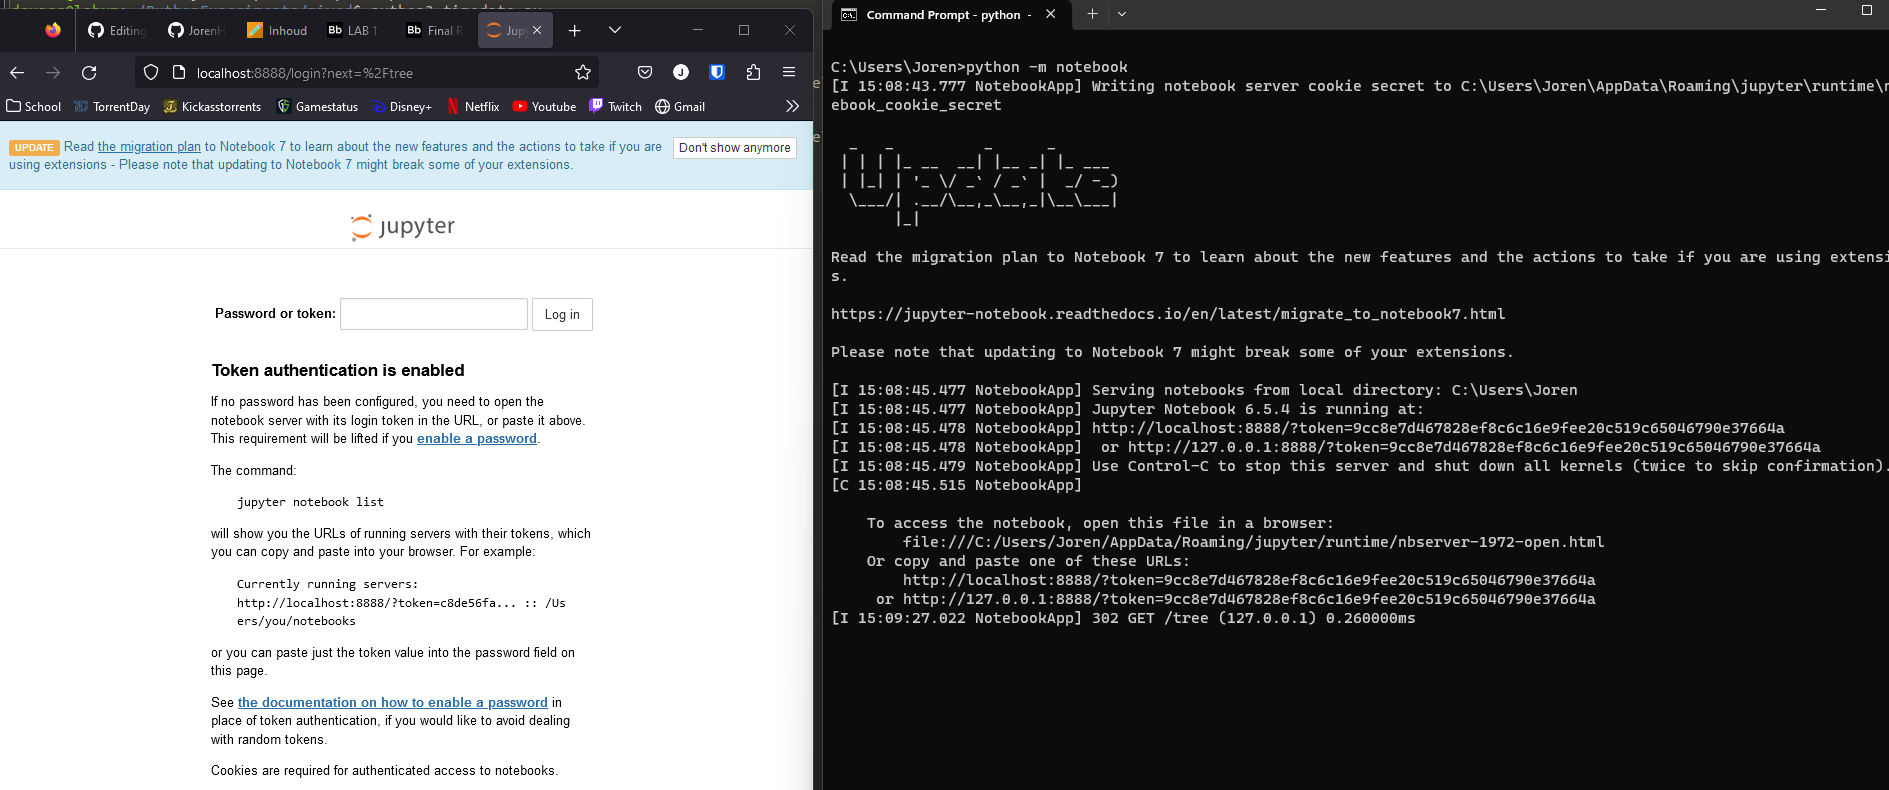 Editing
JorenH
Inhoud
Bb LAB 1 -
Bb Final R
Jupy
localhost:8888/login?next=%2Ftree
School
TorrentDay
Kickasstorrents
Gamestatus
Disney+
Netflix
Youtube
Twitch
Gmail
UPDATE Read the migration plan to Notebook 7 to learn about the new features and the actions to take if you are
using extensions - Please note that updating to Notebook 7 might break some of your extensions.
Don't show anymore
jupyter
Password or token:
Log in
Token authentication is enabled
If no password has been configured, you need to open the
notebook server with its login token in the URL, or paste it above.
This requirement will be lifted if you enable a password.
The command:
jupyter notebook list
will show you the URLs of running servers with their tokens, which
you can copy and paste into your browser. For example:
Currently running servers:
http://localhost:8888/?token=c8de56fa... :: /Us
ers/you/notebooks
or you can paste just the token value into the password field on
this page.
See the documentation on how to enable a password in
place of token authentication, if you would like to avoid dealing
with random tokens.
Cookies are required for authenticated access to notebooks.
Command Prompt - python -
C:\Users\Joren>python -m notebook
[I 15:08:43.777 NotebookApp] Writing notebook server cookie secret to C:\Users\Joren\AppData\Roaming\jupyter\runtime\n
ebook_cookie_secret
Read the migration plan to Notebook 7 to learn about the new features and the actions to take if you are using extensi
s.
https://jupyter-notebook.readthedocs.io/en/latest/migrate_to_notebook7.html
Please note that updating to Notebook 7 might break some of your extensions.
[I 15:08:45.477 NotebookApp] Serving notebooks from local directory: C:\Users\Joren
[I 15:08:45.477 NotebookApp] Jupyter Notebook 6.5.4 is running at:
[I 15:08:45.478 NotebookApp] http://localhost:8888/?token=9cc8e7d467828ef8c6c16e9fee20c519c65046790e37664a
[I 15:08:45.478 NotebookApp]  or http://127.0.0.1:8888/?token=9cc8e7d467828ef8c6c16e9fee20c519c65046790e37664a
[I 15:08:45.479 NotebookApp] Use Control-C to stop this server and shut down all kernels (twice to skip confirmation).
[C 15:08:45.515 NotebookApp]
To access the notebook, open this file in a browser:
file:///C:/Users/Joren/AppData/Roaming/jupyter/runtime/nbserver-1972-open.html
Or copy and paste one of these URLs:
http://localhost:8888/?token=9cc8e7d467828ef8c6c16e9fee20c519c65046790e37664a
or http://127.0.0.1:8888/?token=9cc8e7d467828ef8c6c16e9fee20c519c65046790e37664a
[I 15:09:27.022 NotebookApp] 302 GET /tree (127.0.0.1) 0.260000ms